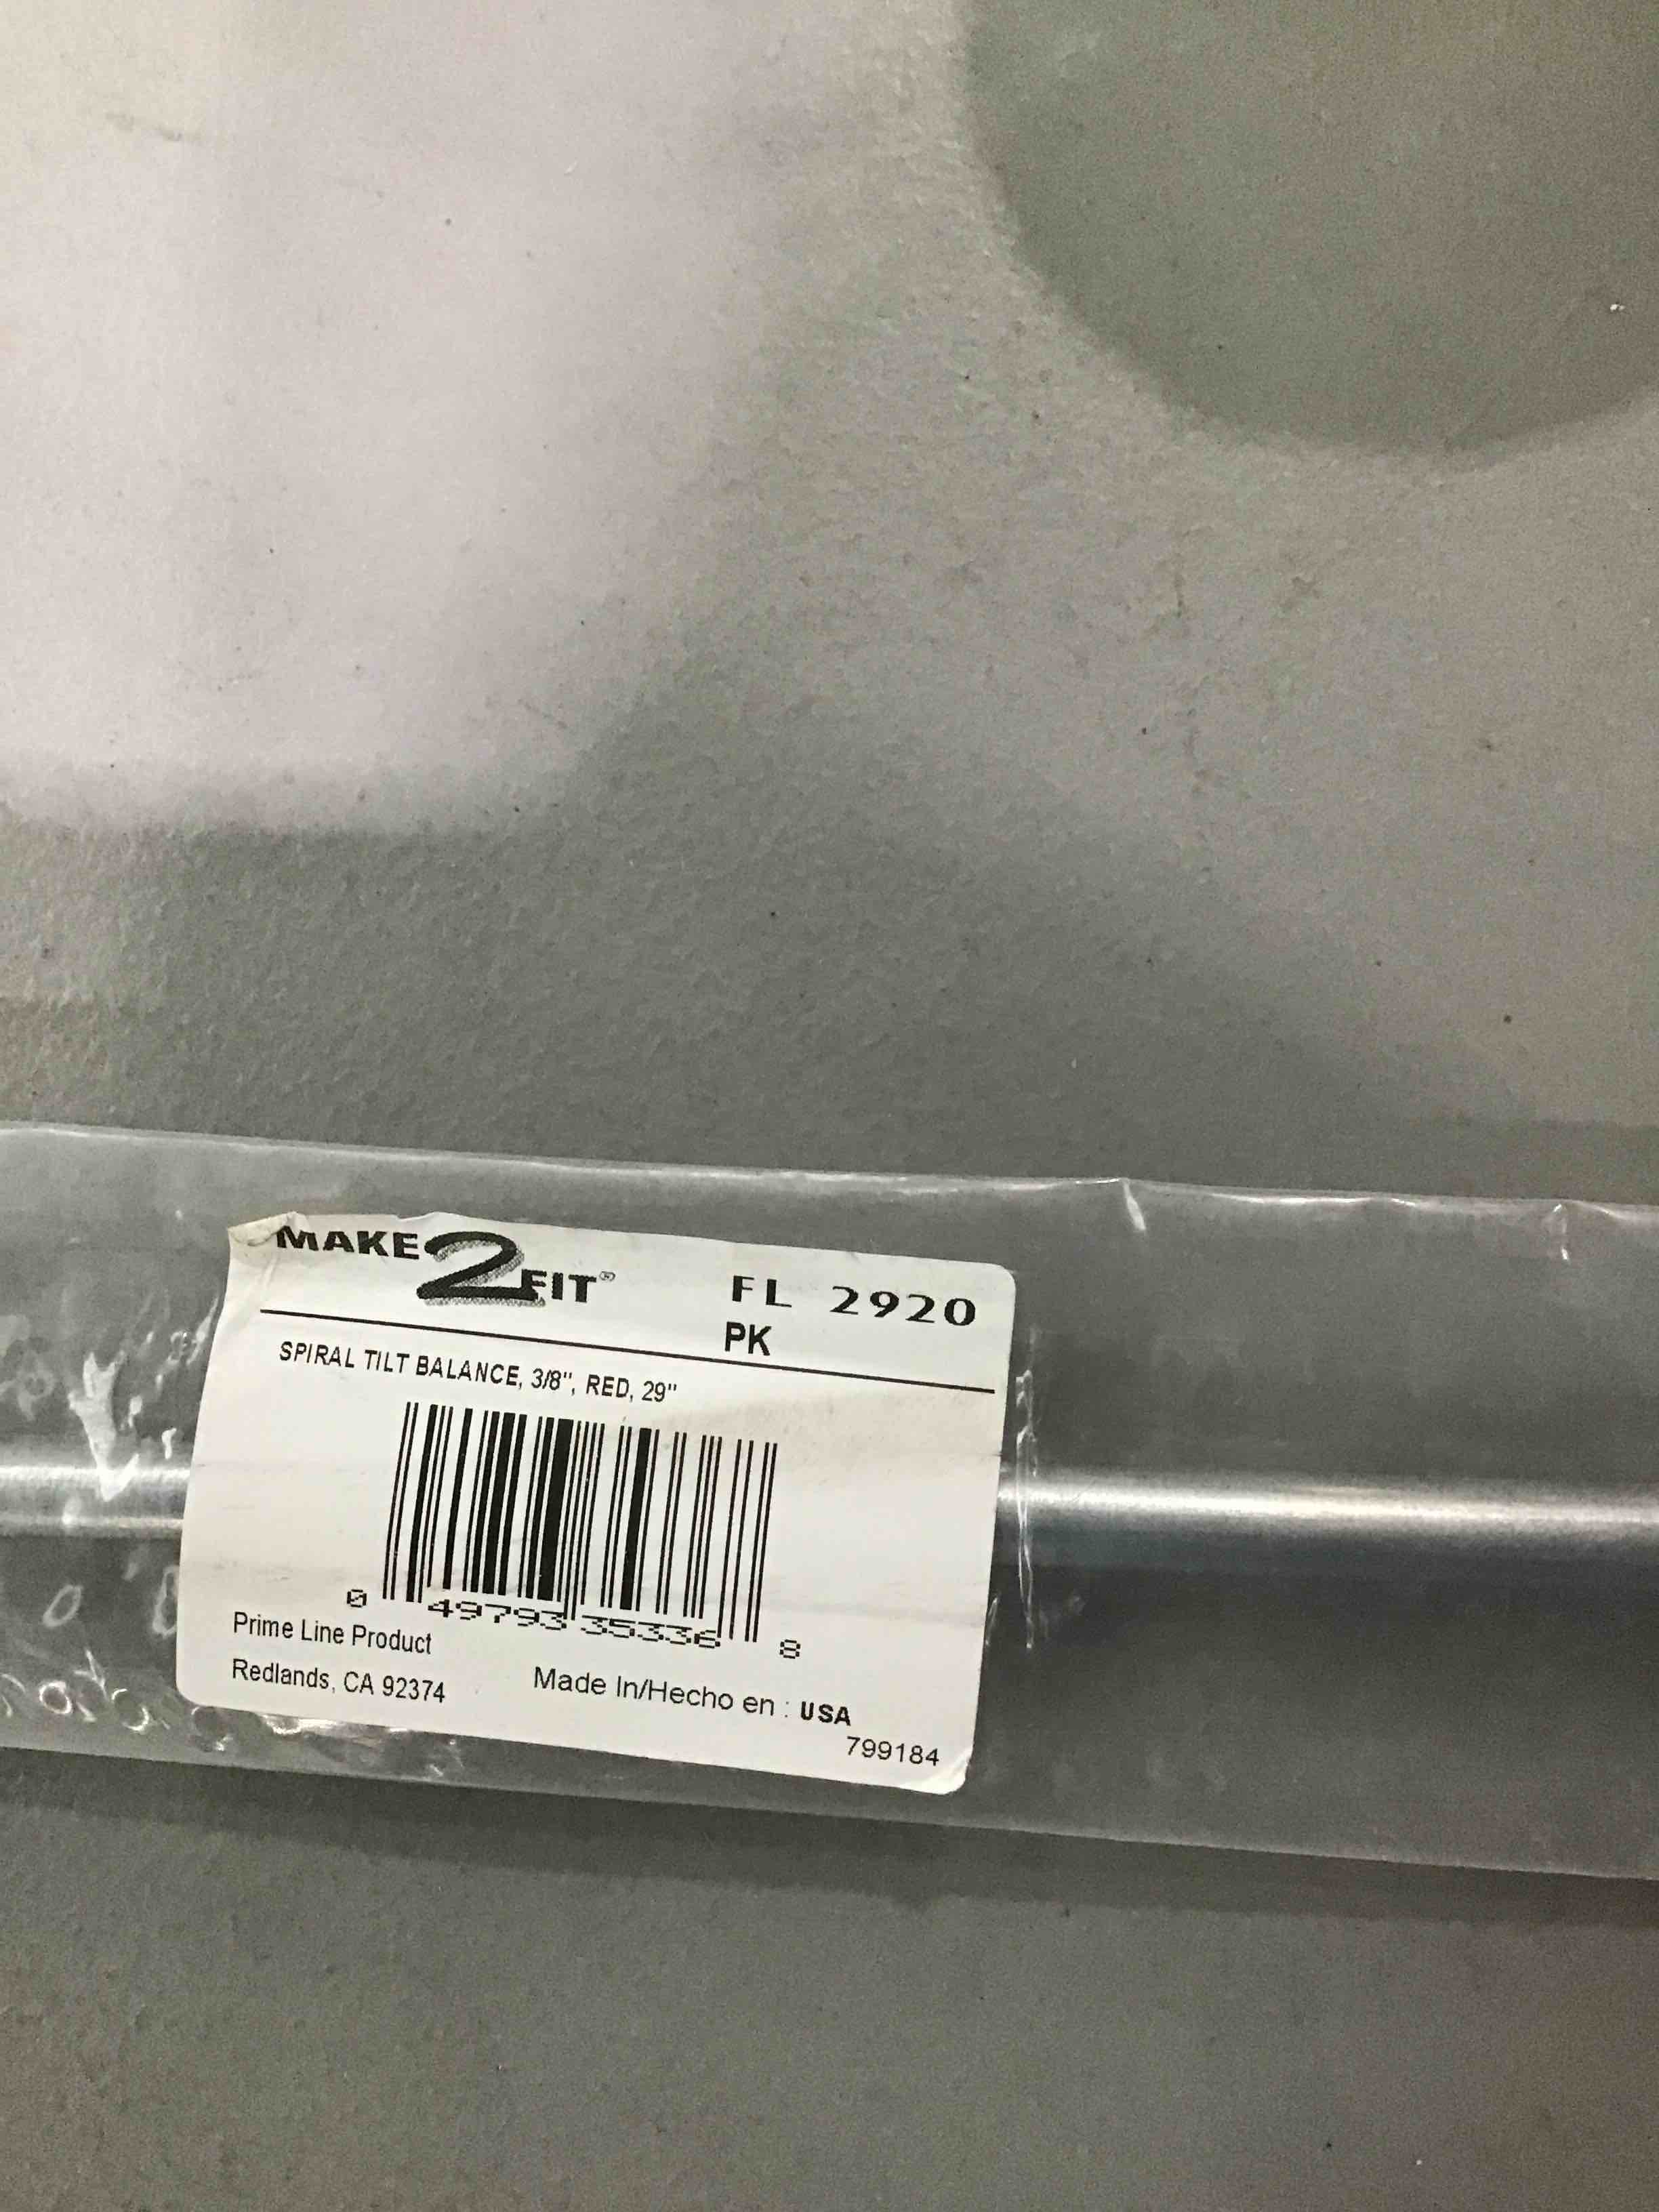 MAKE 2 FIT®
FL 2920
PK
SPIRAL TILT BALANCE, 3/8", RED, 29"
0 49793 35336 8
Prime Line Product
Redlands, CA 92374
Made In/Hecho en : USA
799184